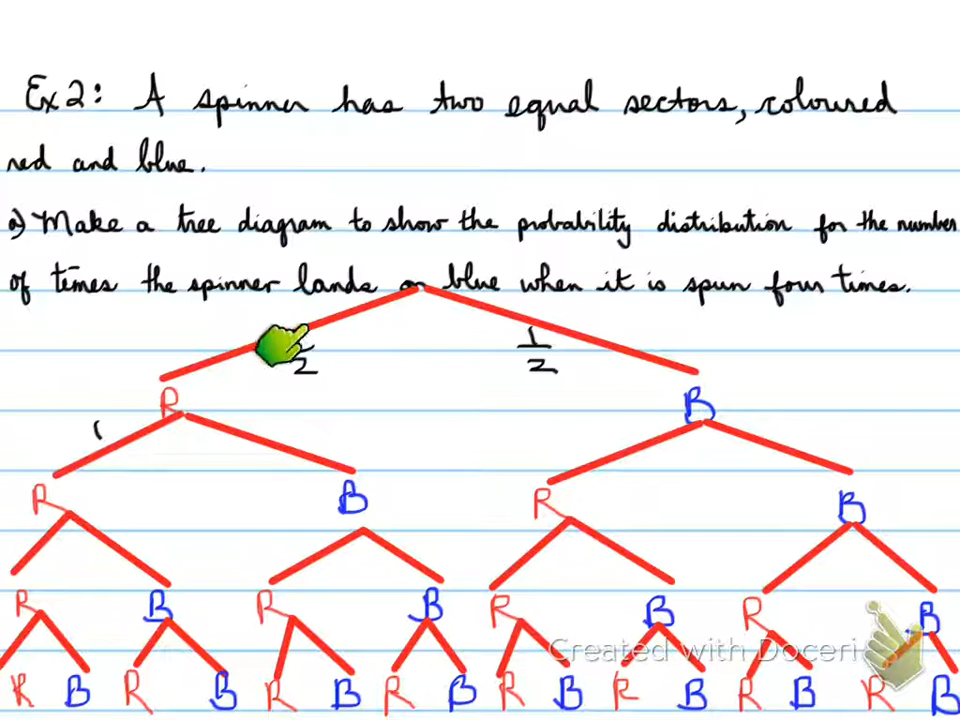 Ex 2: A spinner has two equal sectors, coloured
red and blue.
a) Make a tree diagram to show the probability distribution for the number
of times the spinner lands on blue when it is spun four times.
2 1/2
R B
1
R B R B
R B R B R B R B
Created with Doceri
R B R B R B R B R B R B R B R B